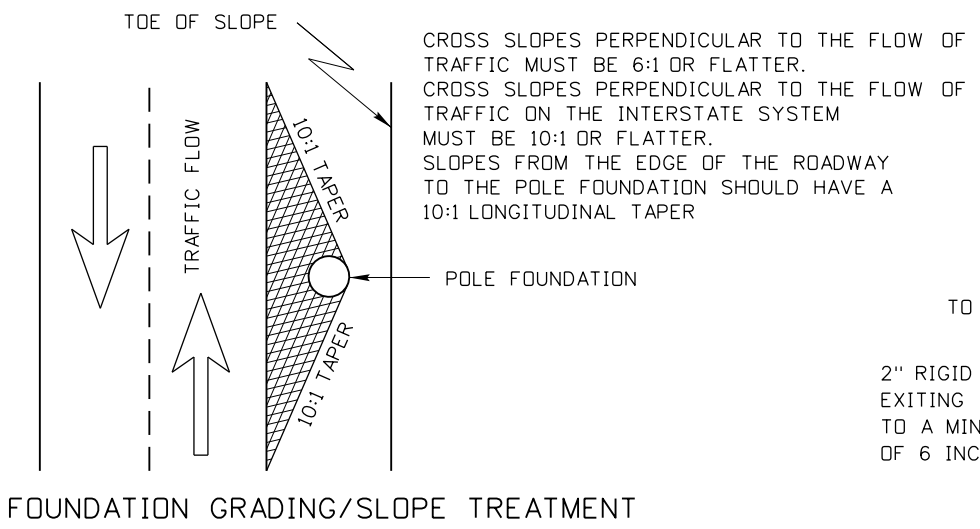 TOE OF SLOPE
CROSS SLOPES PERPENDICULAR TO THE FLOW OF
TRAFFIC MUST BE 6:1 OR FLATTER.
CROSS SLOPES PERPENDICULAR TO THE FLOW OF
TRAFFIC ON THE INTERSTATE SYSTEM
MUST BE 10:1 OR FLATTER.
SLOPES FROM THE EDGE OF THE ROADWAY
TO THE POLE FOUNDATION SHOULD HAVE A
10:1 LONGITUDINAL TAPER
10:1 TAPER
TRAFFIC FLOW
POLE FOUNDATION
10:1 TAPER
TO
2" RIGID
EXITING
TO A MIN
OF 6 INC
FOUNDATION GRADING/SLOPE TREATMENT